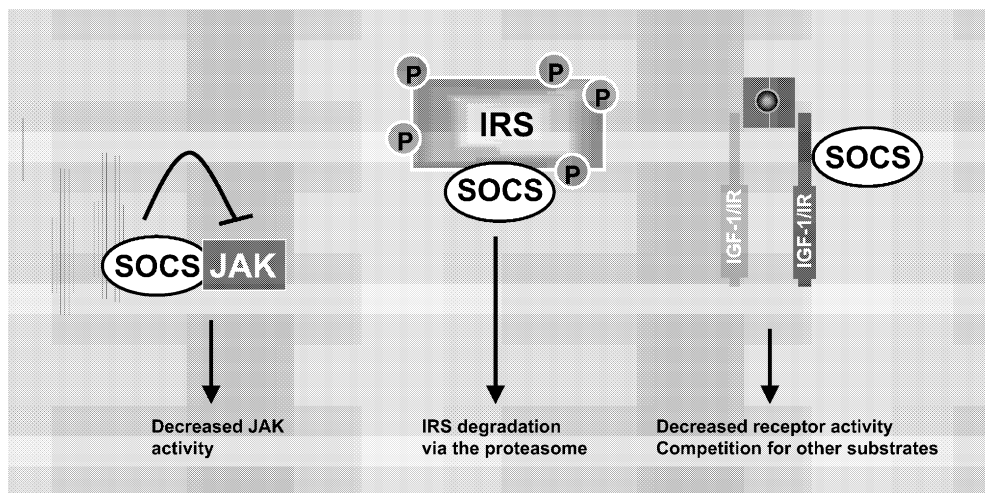 P
P
P
IRS
P
SOCS
P
SOCS
IGF-1/IR
IGF-1/IR
SOCS
JAK
Decreased JAK
activity
IRS degradation
via the proteasome
Decreased receptor activity
Competition for other substrates